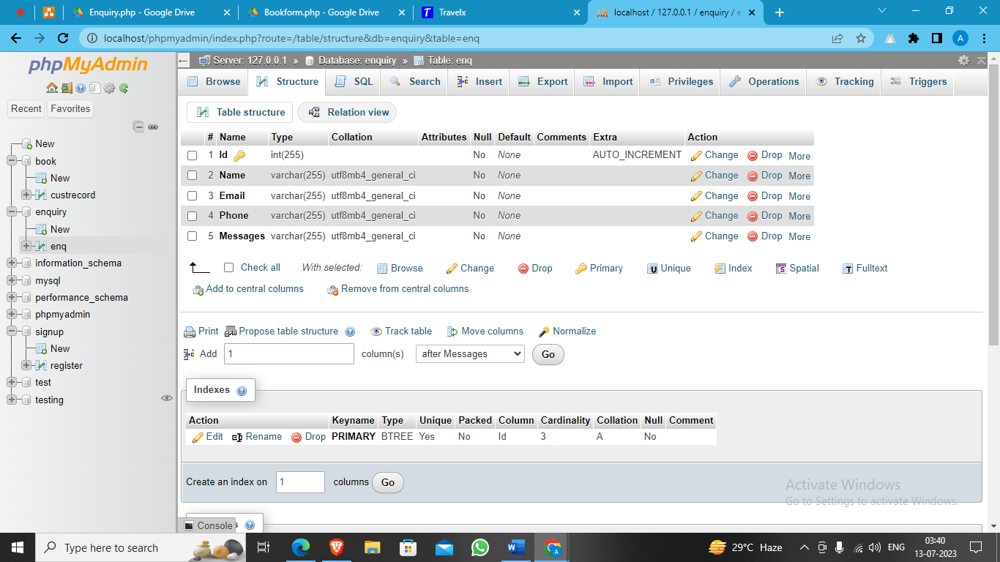 Enquiry.php - Google Drive
Bookform.php - Google Drive
Travelx
localhost / 127.0.0.1 / enquiry / e
localhost/phpmyadmin/index.php?route=/table/structure&db=enquiry&table=enq
A
phpMyAdmin
Recent Favorites
New
book
New
custrecord
enquiry
New
enq
information_schema
mysql
performance_schema
phpmyadmin
signup
New
register
test
testing
Server: 127.0.0.1 » Database: enquiry » Table: enq
Browse Structure SQL Search Insert Export Import Privileges Operations Tracking Triggers
Table structure Relation view
# Name Type Collation Attributes Null Default Comments Extra Action
1 Id int(255) No None AUTO_INCREMENT Change Drop More
2 Name varchar(255) utf8mb4_general_ci No None Change Drop More
3 Email varchar(255) utf8mb4_general_ci No None Change Drop More
4 Phone varchar(255) utf8mb4_general_ci No None Change Drop More
5 Messages varchar(255) utf8mb4_general_ci No None Change Drop More
Check all With selected: Browse Change Drop Primary Unique Index Spatial Fulltext
Add to central columns Remove from central columns
Print Propose table structure Track table Move columns Normalize
Add 1 column(s) after Messages Go
Indexes
Action Keyname Type Unique Packed Column Cardinality Collation Null Comment
Edit Rename Drop PRIMARY BTREE Yes No Id 3 A No
Create an index on 1 columns Go
Activate Windows
Go to Settings to activate Windows.
Console
Type here to search
29°C Haze
ENG
03:40
13-07-2023